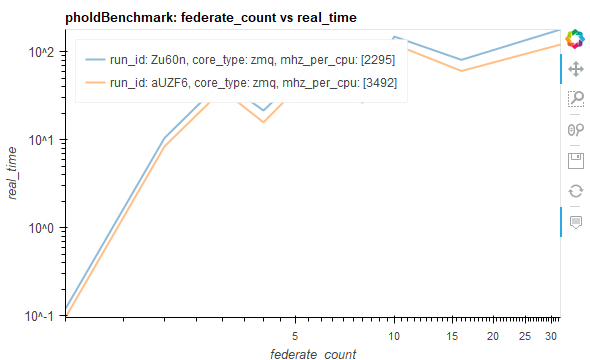 pholdBenchmark: federate_count vs real_time
10^2
run_id: Zu60n, core_type: zmq, mhz_per_cpu: [2295]
run_id: aUZF6, core_type: zmq, mhz_per_cpu: [3492]
10^1
real_time
10^0
10^-1
5 10 15 20 25 30
federate_count